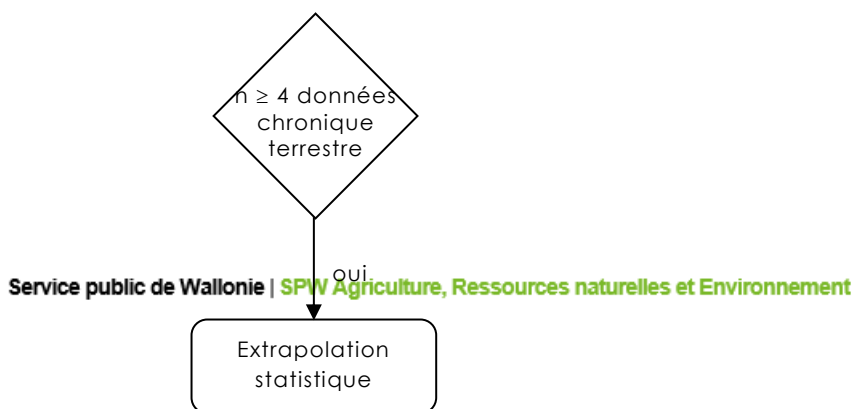 n ≥ 4 données
chronique
terrestre
oui
Service public de Wallonie | SPW Agriculture, Ressources naturelles et Environnement
Extrapolation
statistique